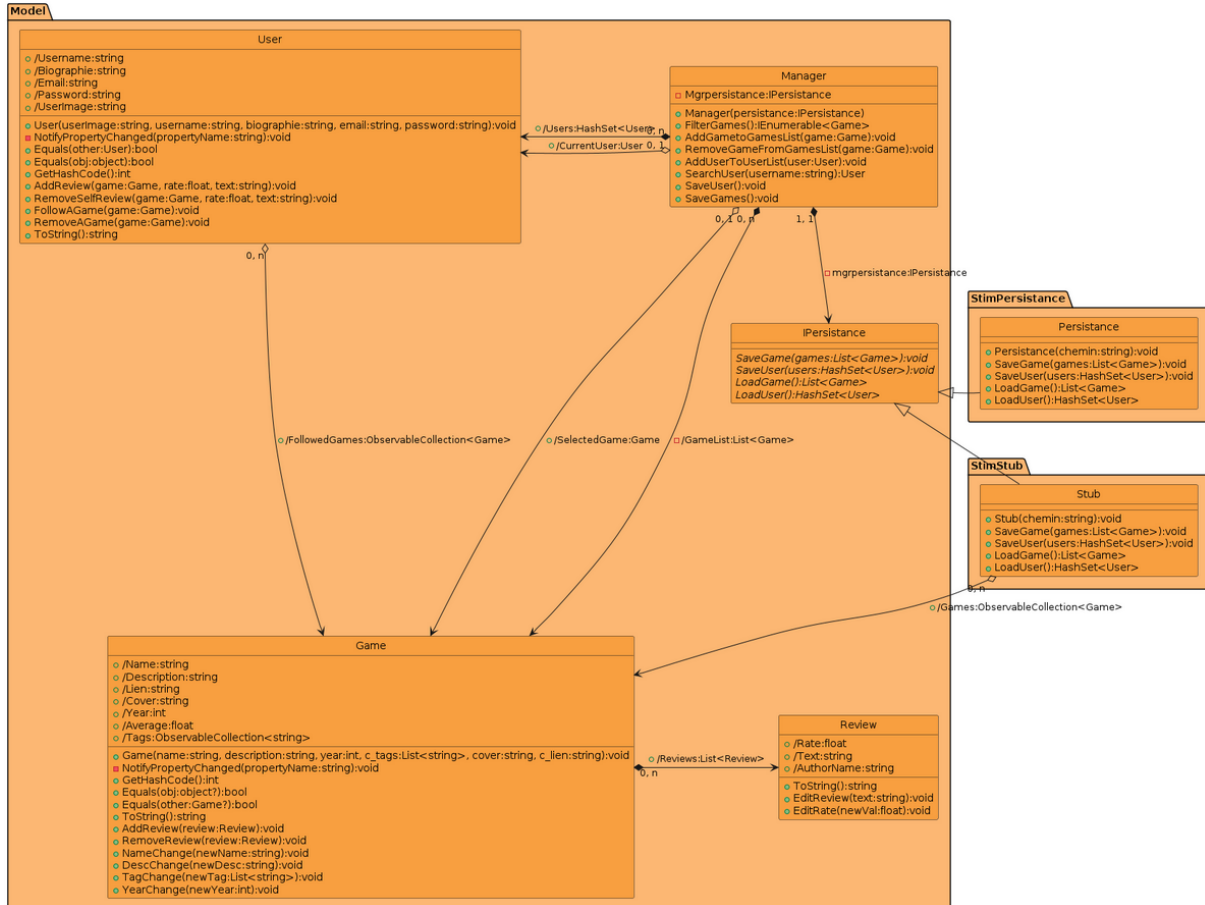 Model
User
/Username:string
/Biographie:string
/Email:string
/Password:string
/UserImage:string
User(userImage:string, username:string, biographie:string, email:string, password:string):void
NotifyPropertyChanged(propertyName:string):void
Equals(other:User):bool
Equals(obj:object):bool
GetHashCode():int
AddReview(game:Game, rate:float, text:string):void
RemoveSelfReview(game:Game, rate:float, text:string):void
FollowAGame(game:Game):void
RemoveAGame(game:Game):void
ToString():string
/Users:HashSet<User>
0, n
/CurrentUser:User
0, 1
Manager
Mgrpersistance:IPersistance
Manager(persistance:IPersistance)
FilterGames():IEnumerable<Game>
AddGametoGamesList(game:Game):void
RemoveGameFromGamesList(game:Game):void
AddUserToUserList(user:User):void
SearchUser(username:string):User
SaveUser():void
SaveGames():void
0, n
0, 1
0, n
1, 1
mgrpersistance:IPersistance
IPersistance
SaveGame(games:List<Game>):void
SaveUser(users:HashSet<User>):void
LoadGame():List<Game>
LoadUser():HashSet<User>
StimPersistance
Persistance
Persistance(chemin:string):void
SaveGame(games:List<Game>):void
SaveUser(users:HashSet<User>):void
LoadGame():List<Game>
LoadUser():HashSet<User>
/FollowedGames:ObservableCollection<Game>
/SelectedGame:Game
/GameList:List<Game>
StimStub
Stub
Stub(chemin:string):void
SaveGame(games:List<Game>):void
SaveUser(users:HashSet<User>):void
LoadGame():List<Game>
LoadUser():HashSet<User>
0, n
/Games:ObservableCollection<Game>
Game
/Name:string
/Description:string
/Lien:string
/Cover:string
/Year:int
/Average:float
/Tags:ObservableCollection<string>
Game(name:string, description:string, year:int, c_tags:List<string>, cover:string, c_lien:string):void
NotifyPropertyChanged(propertyName:string):void
GetHashCode():int
Equals(obj:object?):bool
Equals(other:Game?):bool
ToString():string
AddReview(review:Review):void
RemoveReview(review:Review):void
NameChange(newName:string):void
DescChange(newDesc:string):void
TagChange(newTag:List<string>):void
YearChange(newYear:int):void
/Reviews:List<Review>
0, n
Review
/Rate:float
/Text:string
/AuthorName:string
ToString():string
EditReview(text:string):void
EditRate(newVal:float):void